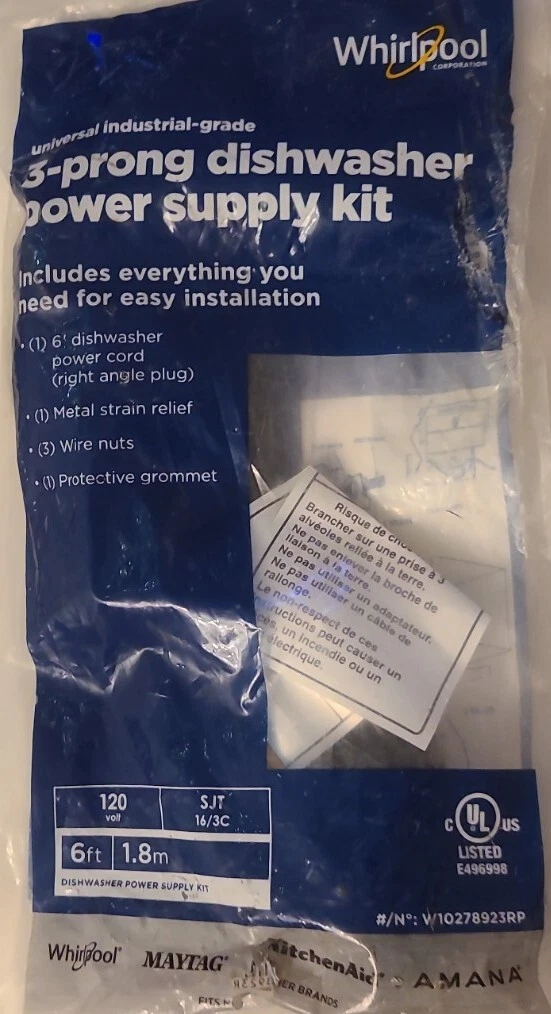 Whirlpool
CORPORATION
universal industrial-grade
3-prong dishwasher
power supply kit
Includes everything you
need for easy installation
• (1) 6' dishwasher
power cord
(right angle plug)
• (1) Metal strain relief
• (3) Wire nuts
• (1) Protective grommet
Risque de
Brancher sur une prise à 3
alvéoles reliée à la terre.
Ne pas enlever la broche de
liaison à la terre.
Ne pas utiliser un adaptateur.
Ne pas utiliser un câble de
rallonge.
Le non-respect de ces
un incendie ou un
peut causer un
électrique.
120
volt
SJT
16/3C
6ft 1.8m
DISHWASHER POWER SUPPLY KIT
C UL US
LISTED
E496998
#/N°: W10278923RP
Whirlpool MAYTAG KitchenAid AMANA
FITS
BRANDS